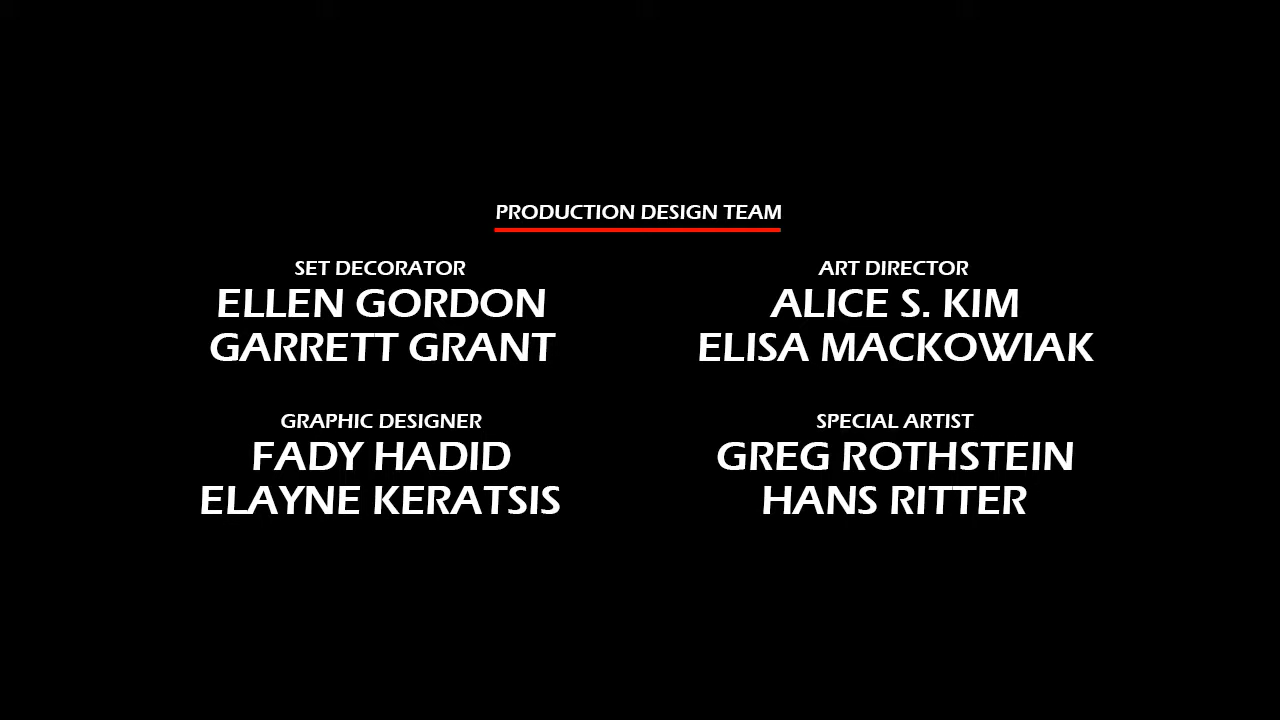 PRODUCTION DESIGN TEAM
SET DECORATOR
ELLEN GORDON
GARRETT GRANT
ART DIRECTOR
ALICE S. KIM
ELISA MACKOWIAK
GRAPHIC DESIGNER
FADY HADID
ELAYNE KERATSIS
SPECIAL ARTIST
GREG ROTHSTEIN
HANS RITTER